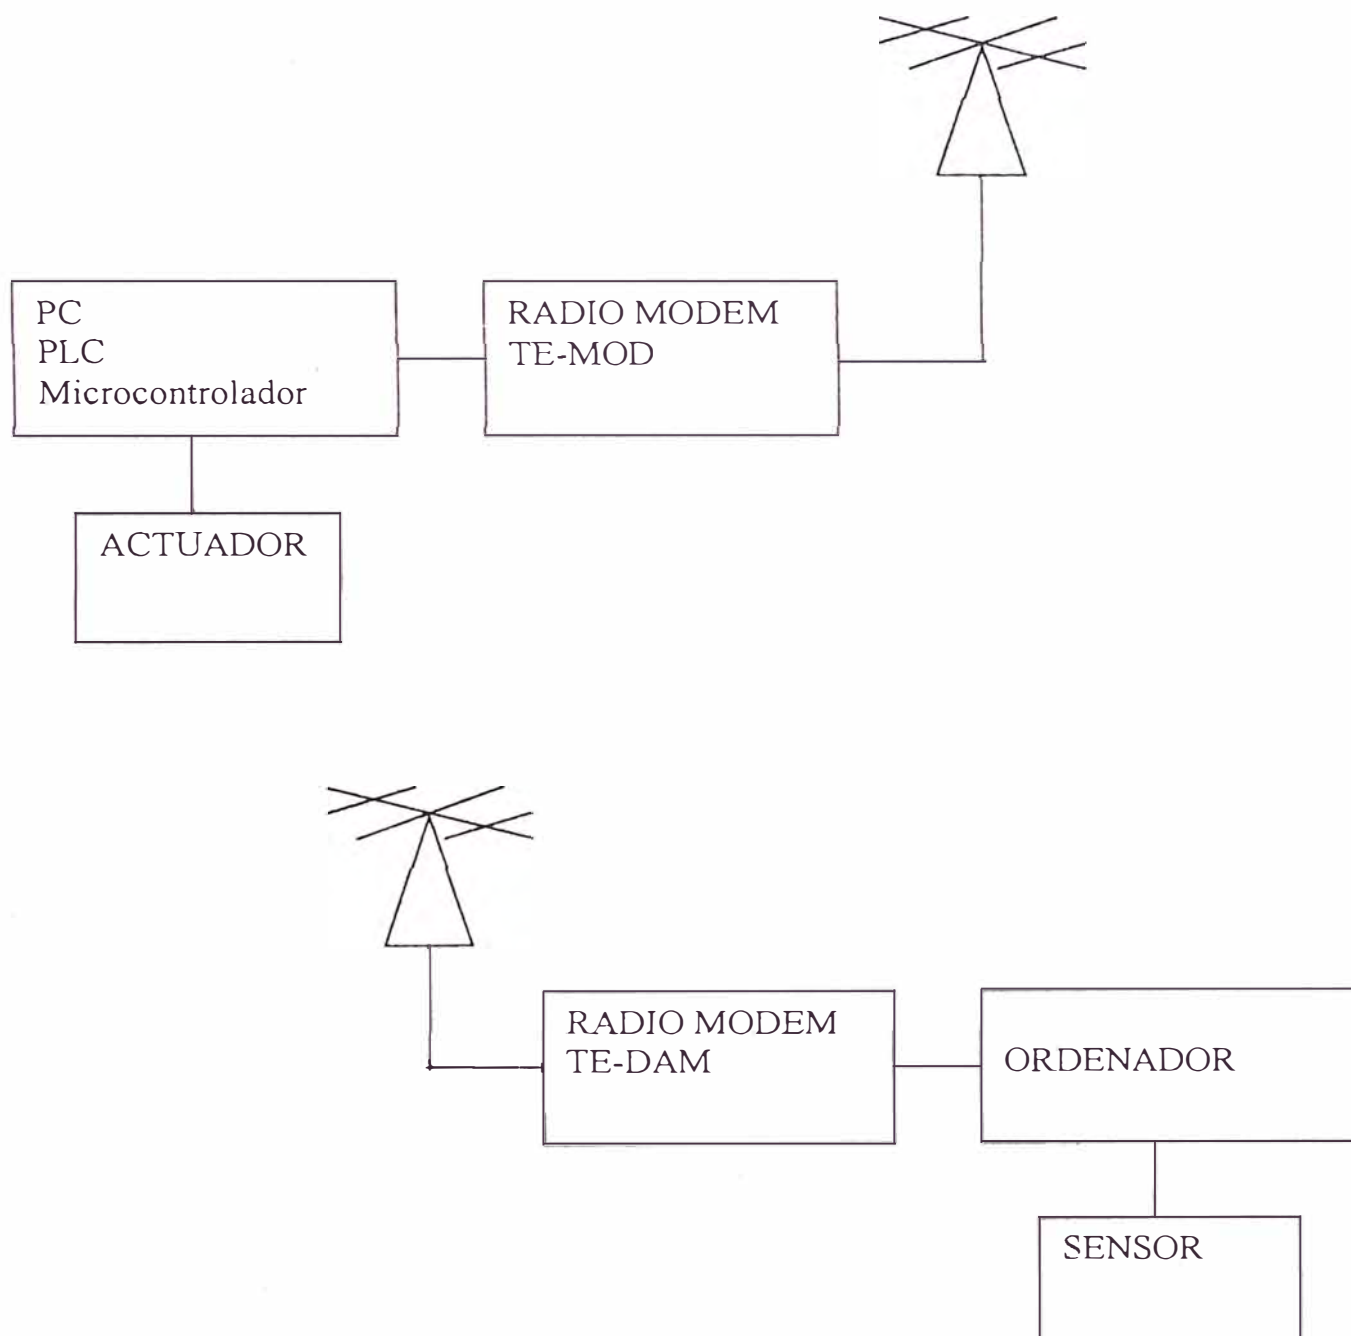 PC
PLC
Microcontrolador
RADIO MODEM
TE-MOD
ACTUADOR
RADIO MODEM
TE-DAM
ORDENADOR
SENSOR